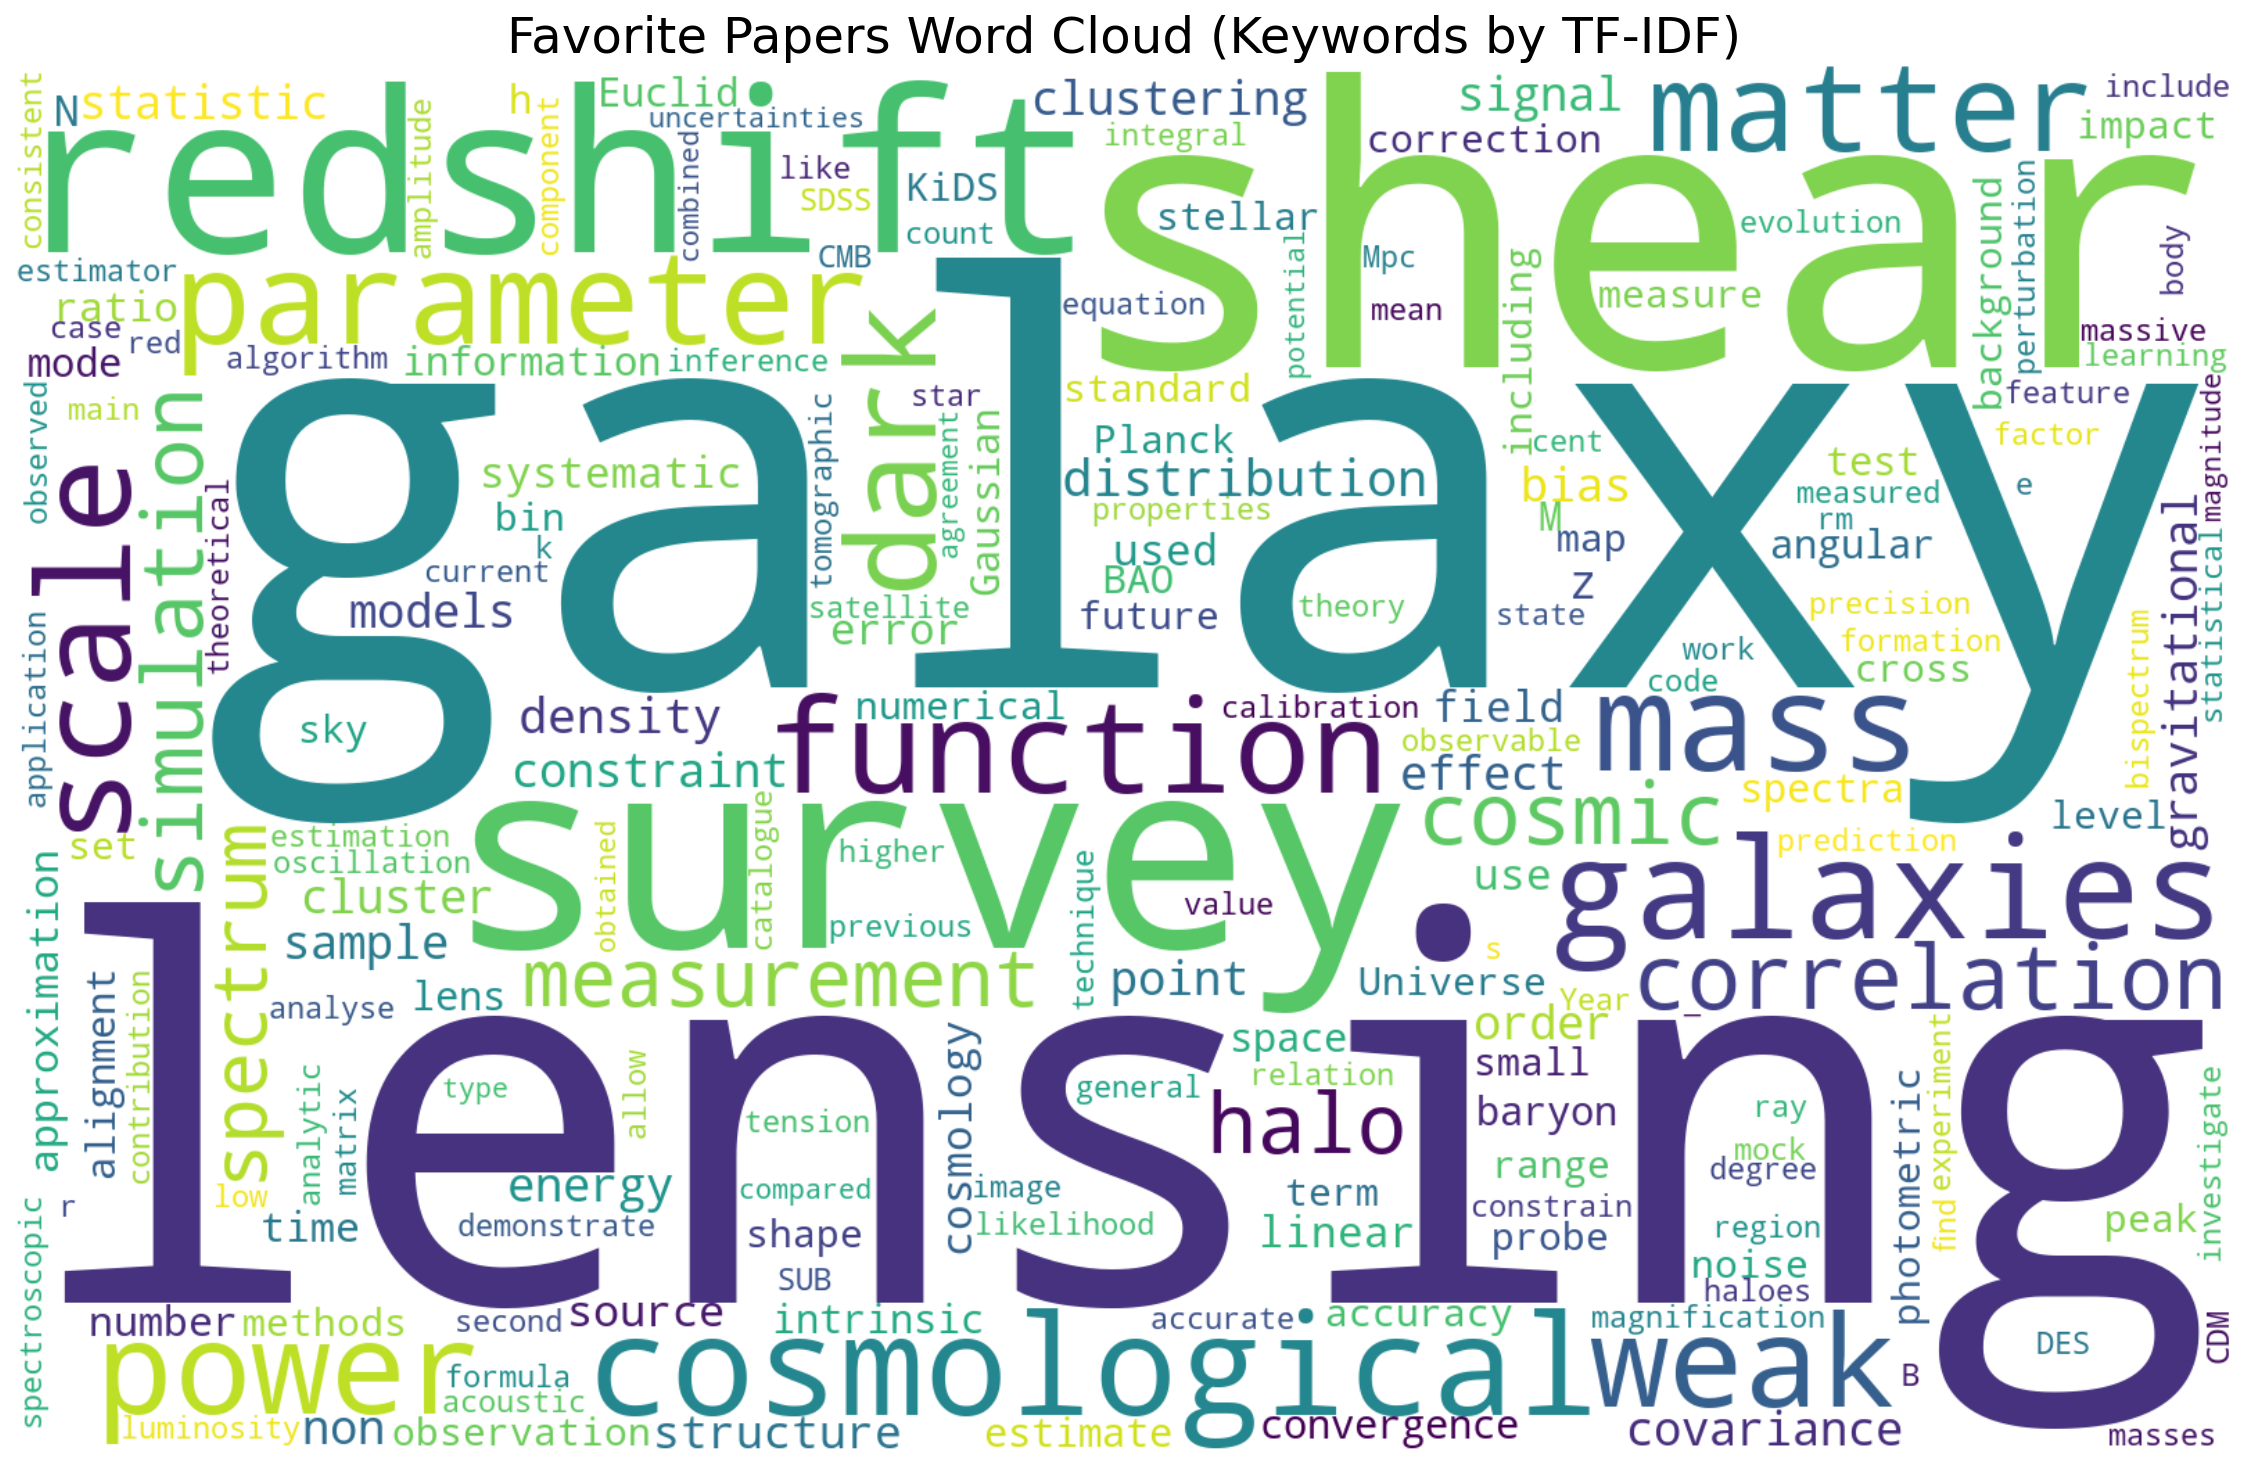 Favorite Papers Word Cloud (Keywords by TF-IDF)
consistent
N
statistic
redshift
amplitude
h
component
Euclid
uncertainties
combined
like
SDSS
KiDS
count
CMB
clustering
integral
shear
signal
correction
matter
include
impact
stellar
evolution
Mpc
mean
measure
potential
equation
including
background
perturbation
body
massive
learning
estimator
ratio
case
red
mode
parameter
algorithm
information
inference
dark
star
standard
feature
factor
magnitude
observed
main
simulation
scale
theoretical
galaxy
systematic
bin
k
current
models
tomographic
agreement
Gaussian
satellite
error
Planck
distribution
properties
used
BAO
future
theory
cent
bias
M
map
z
state
test
measured
rm
angular
e
precision
formation
cross
work
code
gravitational
statistical
bispectrum
application
sky
density
constraint
numerical
function
calibration
field
observable
effect
mass
spectra
cosmic
level
prediction
set
estimation
oscillation
cluster
sample
spectrum
approximation
survey.
obtained
catalogue
higher
previous
technique
value
use
galaxies
s
Universe
point
measurement
lens
analyse
alignment
contribution
correlation
Year
_
order
small
space
relation
general
cosmology
lensing
type
allow
tension
analytic
matrix
halo
baryon
ray
mock
degree
photometric
experiment
find
investigate
peak
range
term
constrain
probe
region
noise
haloes
linear
likelihood
image
compared
energy
demonstrate
shape
SUB
low
time
r
spectroscopic
number
methods
second
source
intrinsic
accurate
accuracy
magnification
power
formula
acoustic
cosmological
weak
B
DES
CDM
luminosity
non
observation
structure
estimate
convergence
covariance
masses